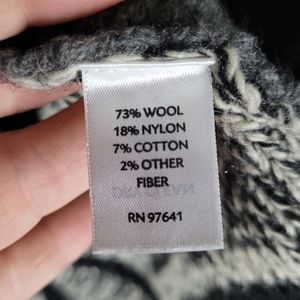 73% WOOL
18% NYLON
7% COTTON
2% OTHER
FIBER
RN 97641